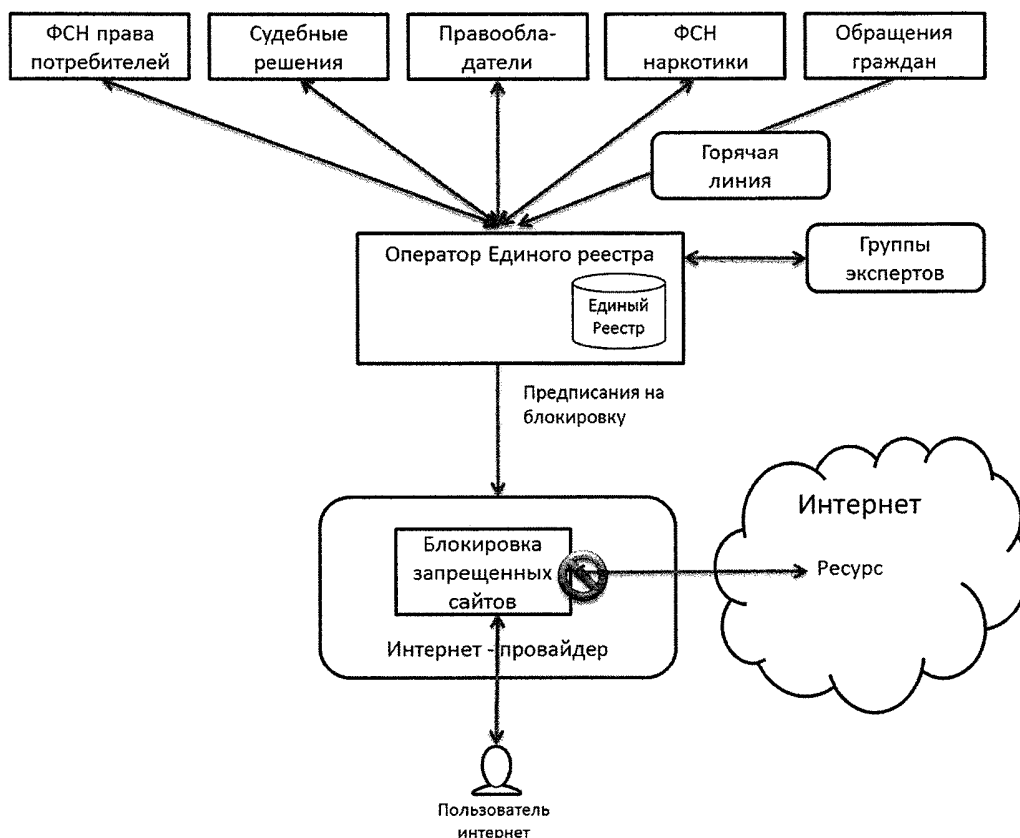 ФСН права
потребителей
Судебные
решения
Правообла-
датели
ФСН
наркотики
Обращения
граждан
Горячая
линия
Оператор Единого реестра
Группы
экспертов
Единый
Реестр
Предписания на
блокировку
Интернет
Блокировка
запрещенных
сайтов
Ресурс
Интернет - провайдер
Пользователь
интернет